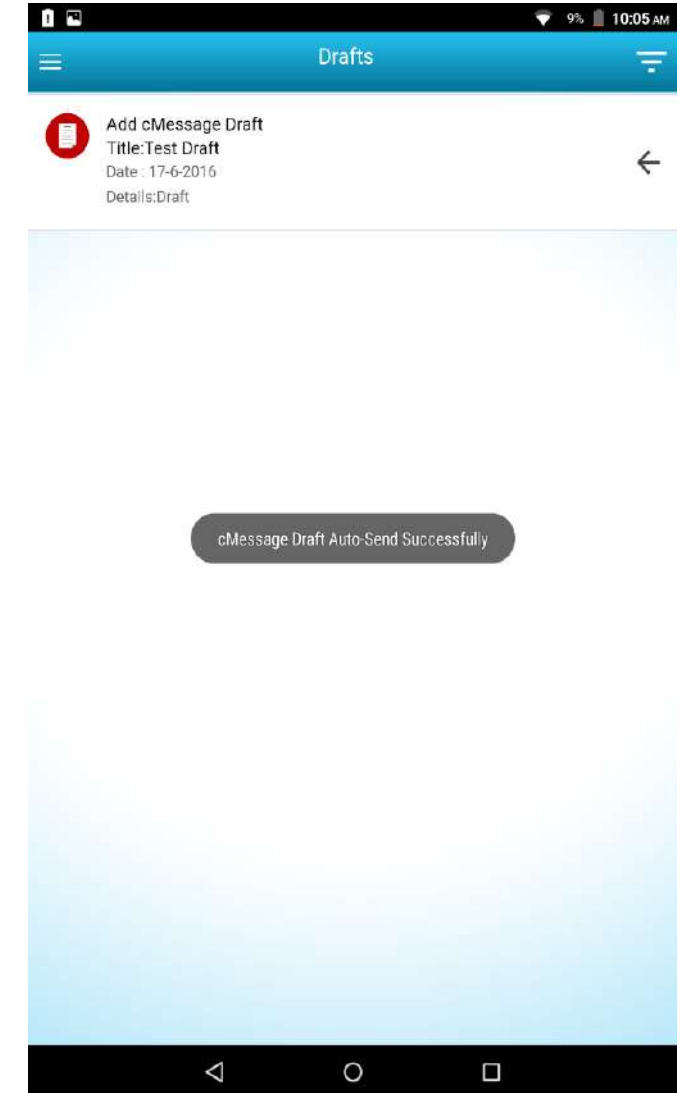 9% 10:05 AM
Drafts
Add cMessage Draft
Title:Test Draft
Date : 17-6-2016
Details:Draft
cMessage Draft Auto-Send Successfully